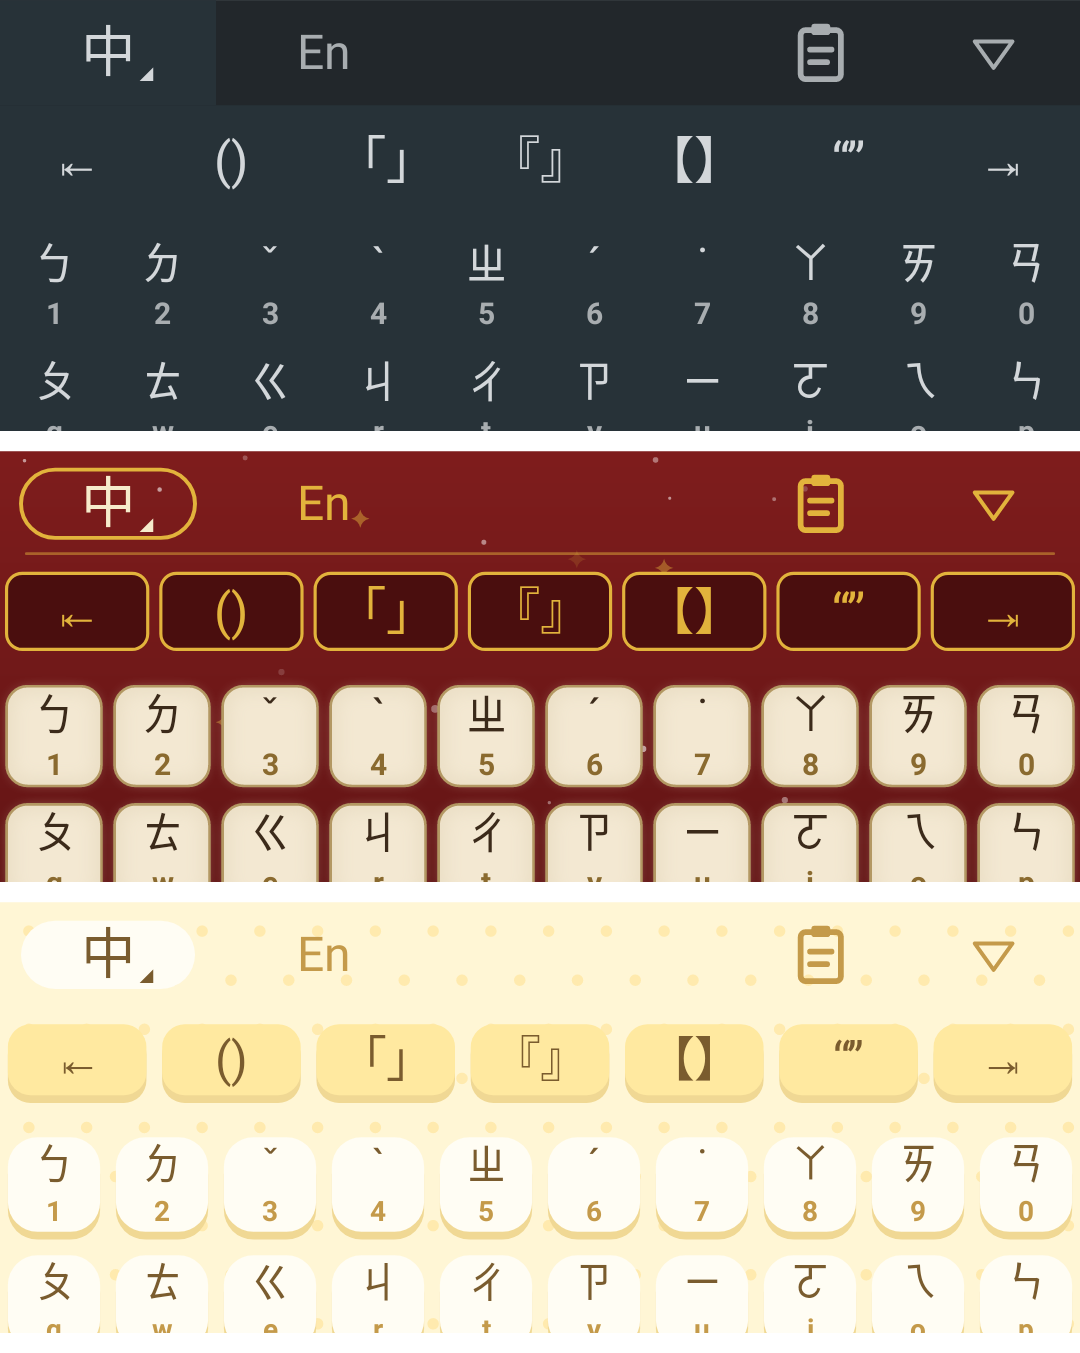 中 En
⇤ () 「」 『』 【】 “” ⇥
ㄅ ㄉ ˇ ˋ ㄓ ˊ ˙ ㄚ ㄞ ㄢ
1 2 3 4 5 6 7 8 9 0
ㄆ ㄊ ㄍ ㄐ ㄔ ㄗ ㄧ ㄛ ㄟ ㄣ
q w e r t y u i o p
中 En
⇤ () 「」 『』 【】 “” ⇥
ㄅ ㄉ ˇ ˋ ㄓ ˊ ˙ ㄚ ㄞ ㄢ
1 2 3 4 5 6 7 8 9 0
ㄆ ㄊ ㄍ ㄐ ㄔ ㄗ ㄧ ㄛ ㄟ ㄣ
q w e r t y u i o p
中 En
⇤ () 「」 『』 【】 “” ⇥
ㄅ ㄉ ˇ ˋ ㄓ ˊ ˙ ㄚ ㄞ ㄢ
1 2 3 4 5 6 7 8 9 0
ㄆ ㄊ ㄍ ㄐ ㄔ ㄗ ㄧ ㄛ ㄟ ㄣ
q w e r t y u i o p